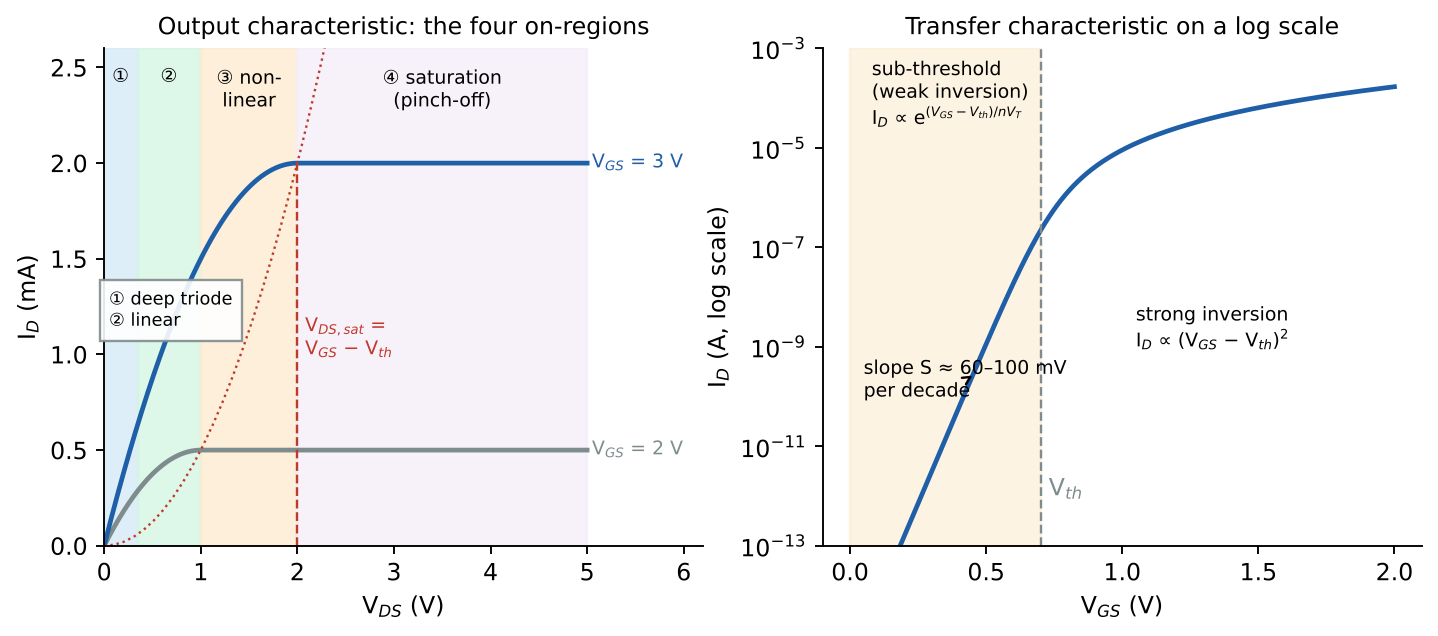 Output characteristic: the four on-regions
2.5
2.0
1.5
1.0
0.5
0.0
I_D (mA)
①
②
③ non-
linear
④ saturation
(pinch-off)
V_GS = 3 V
① deep triode
② linear
V_DS,sat =
V_GS − V_th
V_GS = 2 V
0
1
2
3
4
5
6
V_DS (V)
Transfer characteristic on a log scale
10⁻³
10⁻⁵
10⁻⁷
10⁻⁹
10⁻¹¹
10⁻¹³
I_D (A, log scale)
sub-threshold
(weak inversion)
I_D ∝ e^(V_GS − V_th)/nV_T
strong inversion
I_D ∝ (V_GS − V_th)²
slope S ≈ 60–100 mV
per decade
V_th
0.0
0.5
1.0
1.5
2.0
V_GS (V)